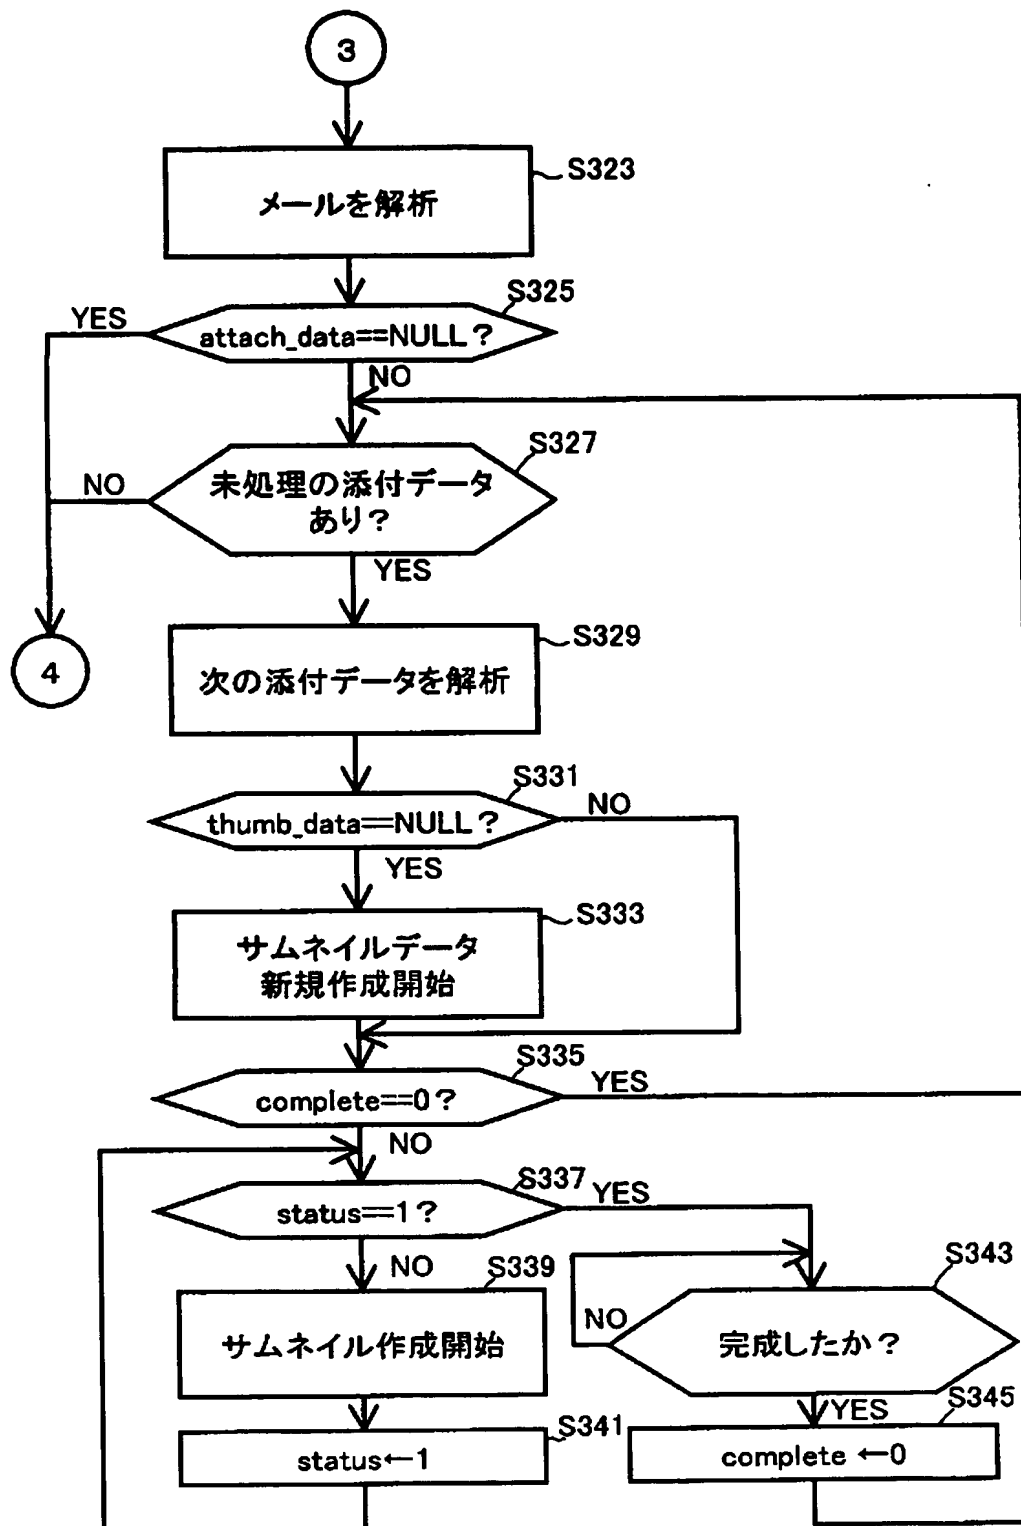 3
S323
メールを解析
S325
YES
attach_data==NULL?
NO
S327
NO
未処理の添付データ
あり?
YES
4
S329
次の添付データを解析
S331
thumb_data==NULL?
NO
YES
S333
サムネイルデータ
新規作成開始
S335
complete==0?
YES
NO
S337
status==1?
YES
NO
S339
サムネイル作成開始
S343
NO
完成したか?
YES
S341
status←1
S345
complete ←0